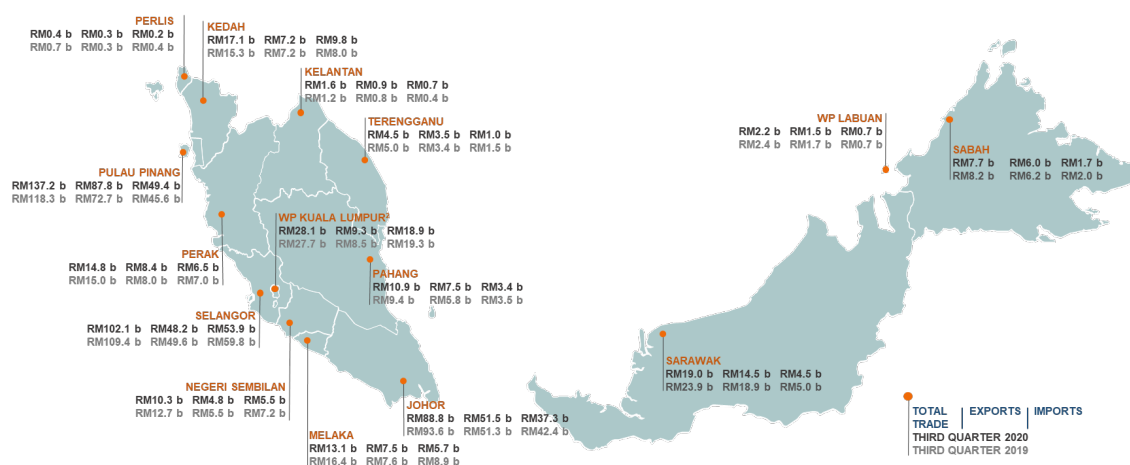 PERLIS
RM0.4 b RM0.3 b RM0.2 b
RM0.7 b RM0.3 b RM0.4 b
KEDAH
RM17.1 b RM7.2 b RM9.8 b
RM15.3 b RM7.2 b RM8.0 b
KELANTAN
RM1.6 b RM0.9 b RM0.7 b
RM1.2 b RM0.8 b RM0.4 b
TERENGGANU
RM4.5 b RM3.5 b RM1.0 b
RM5.0 b RM3.4 b RM1.5 b
PULAU PINANG
RM137.2 b RM87.8 b RM49.4 b
RM118.3 b RM72.7 b RM45.6 b
WP KUALA LUMPUR²
RM28.1 b RM9.3 b RM18.9 b
RM27.7 b RM8.5 b RM19.3 b
PERAK
RM14.8 b RM8.4 b RM6.5 b
RM15.0 b RM8.0 b RM7.0 b
PAHANG
RM10.9 b RM7.5 b RM3.4 b
RM9.4 b RM5.8 b RM3.5 b
SELANGOR
RM102.1 b RM48.2 b RM53.9 b
RM109.4 b RM49.6 b RM59.8 b
NEGERI SEMBILAN
RM10.3 b RM4.8 b RM5.5 b
RM12.7 b RM5.5 b RM7.2 b
JOHOR
RM88.8 b RM51.5 b RM37.3 b
RM93.6 b RM51.3 b RM42.4 b
MELAKA
RM13.1 b RM7.5 b RM5.7 b
RM16.4 b RM7.6 b RM8.9 b
WP LABUAN
RM2.2 b RM1.5 b RM0.7 b
RM2.4 b RM1.7 b RM0.7 b
SABAH
RM7.7 b RM6.0 b RM1.7 b
RM8.2 b RM6.2 b RM2.0 b
SARAWAK
RM19.0 b RM14.5 b RM4.5 b
RM23.9 b RM18.9 b RM5.0 b
TOTAL EXPORTS IMPORTS
TRADE
THIRD QUARTER 2020
THIRD QUARTER 2019